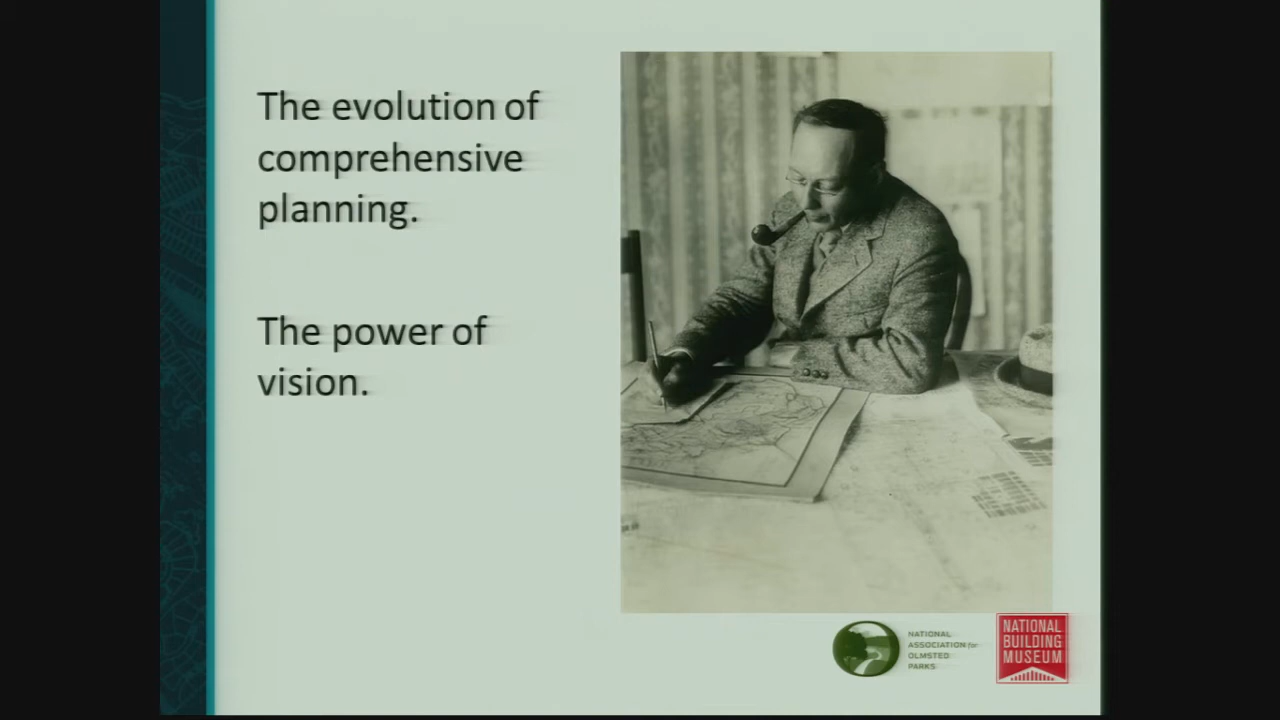 The evolution of
comprehensive
planning.
The power of
vision.
NATIONAL
ASSOCIATION for
OLMSTED
PARKS
NATIONAL
BUILDING
MUSEUM